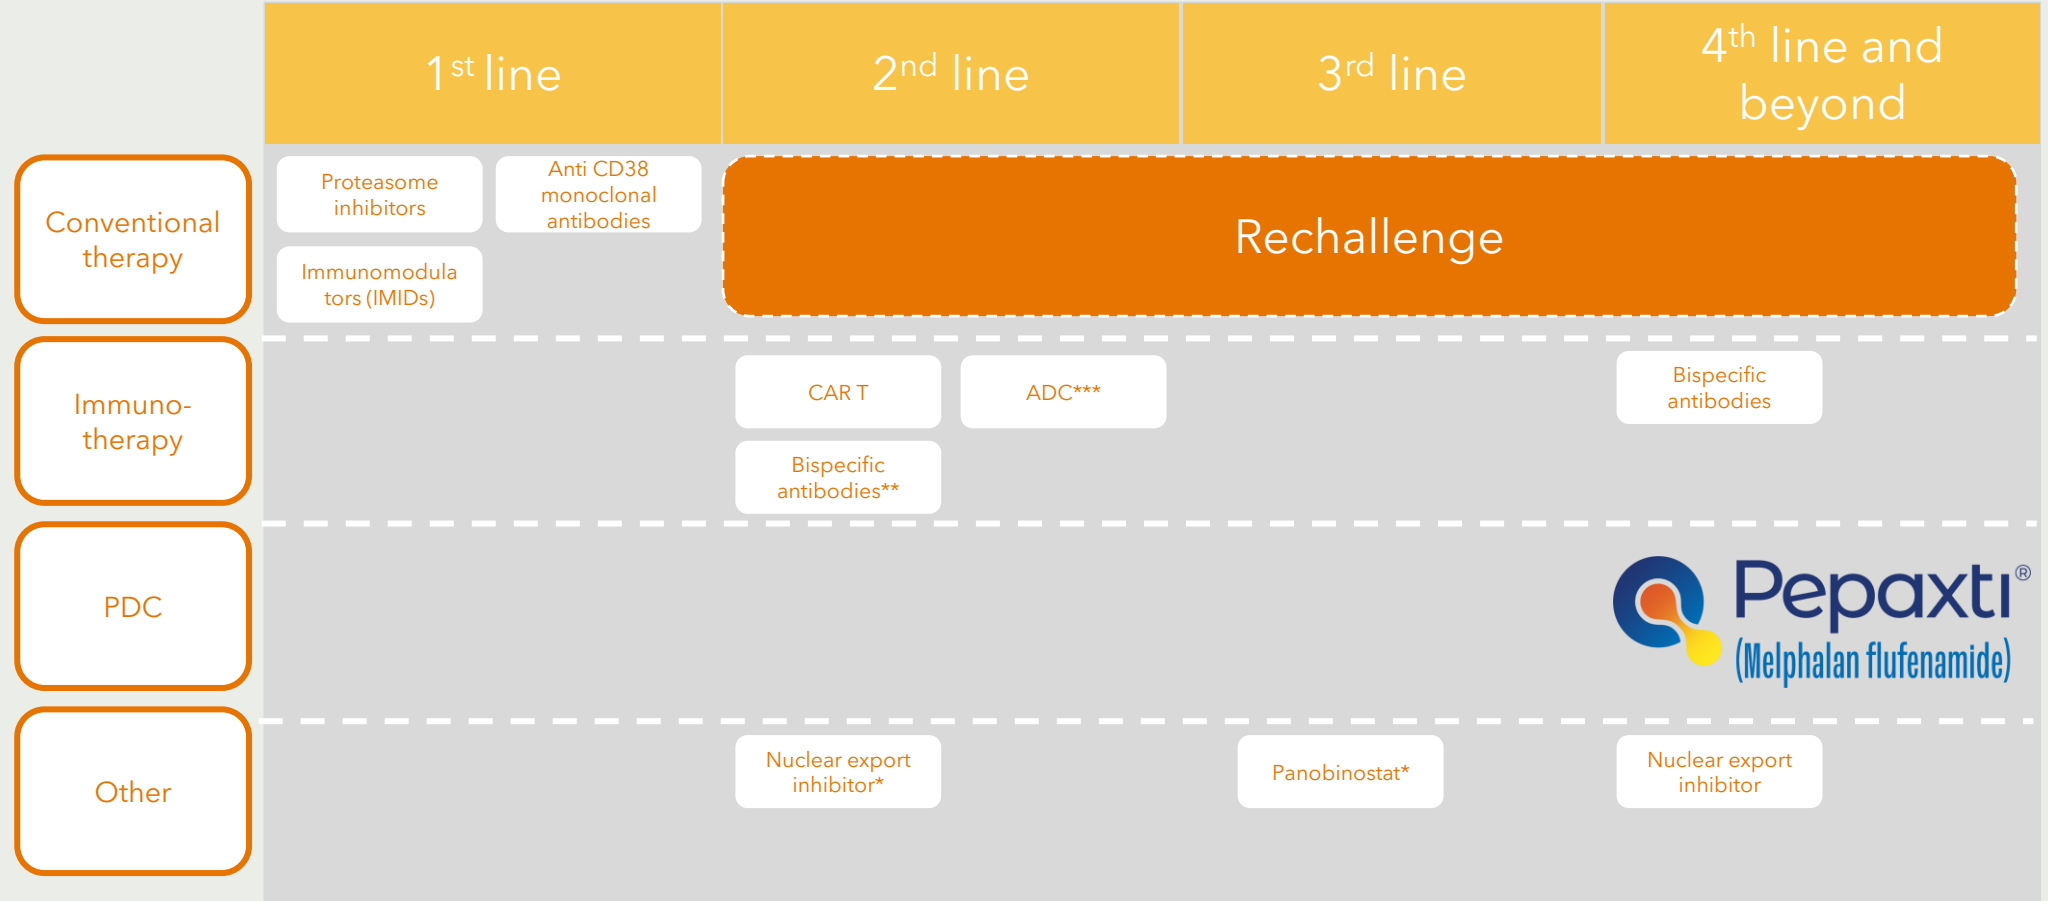 1st line
2nd line
3rd line
4th line and
beyond
Conventional
therapy
Proteasome
inhibitors
Anti CD38
monoclonal
antibodies
Immunomodula
tors (IMIDs)
Rechallenge
Immuno-
therapy
CAR T
ADC***
Bispecific
antibodies**
Bispecific
antibodies
PDC
Pepaxti®
(Melphalan flufenamide)
Other
Nuclear export
inhibitor*
Panobinostat*
Nuclear export
inhibitor